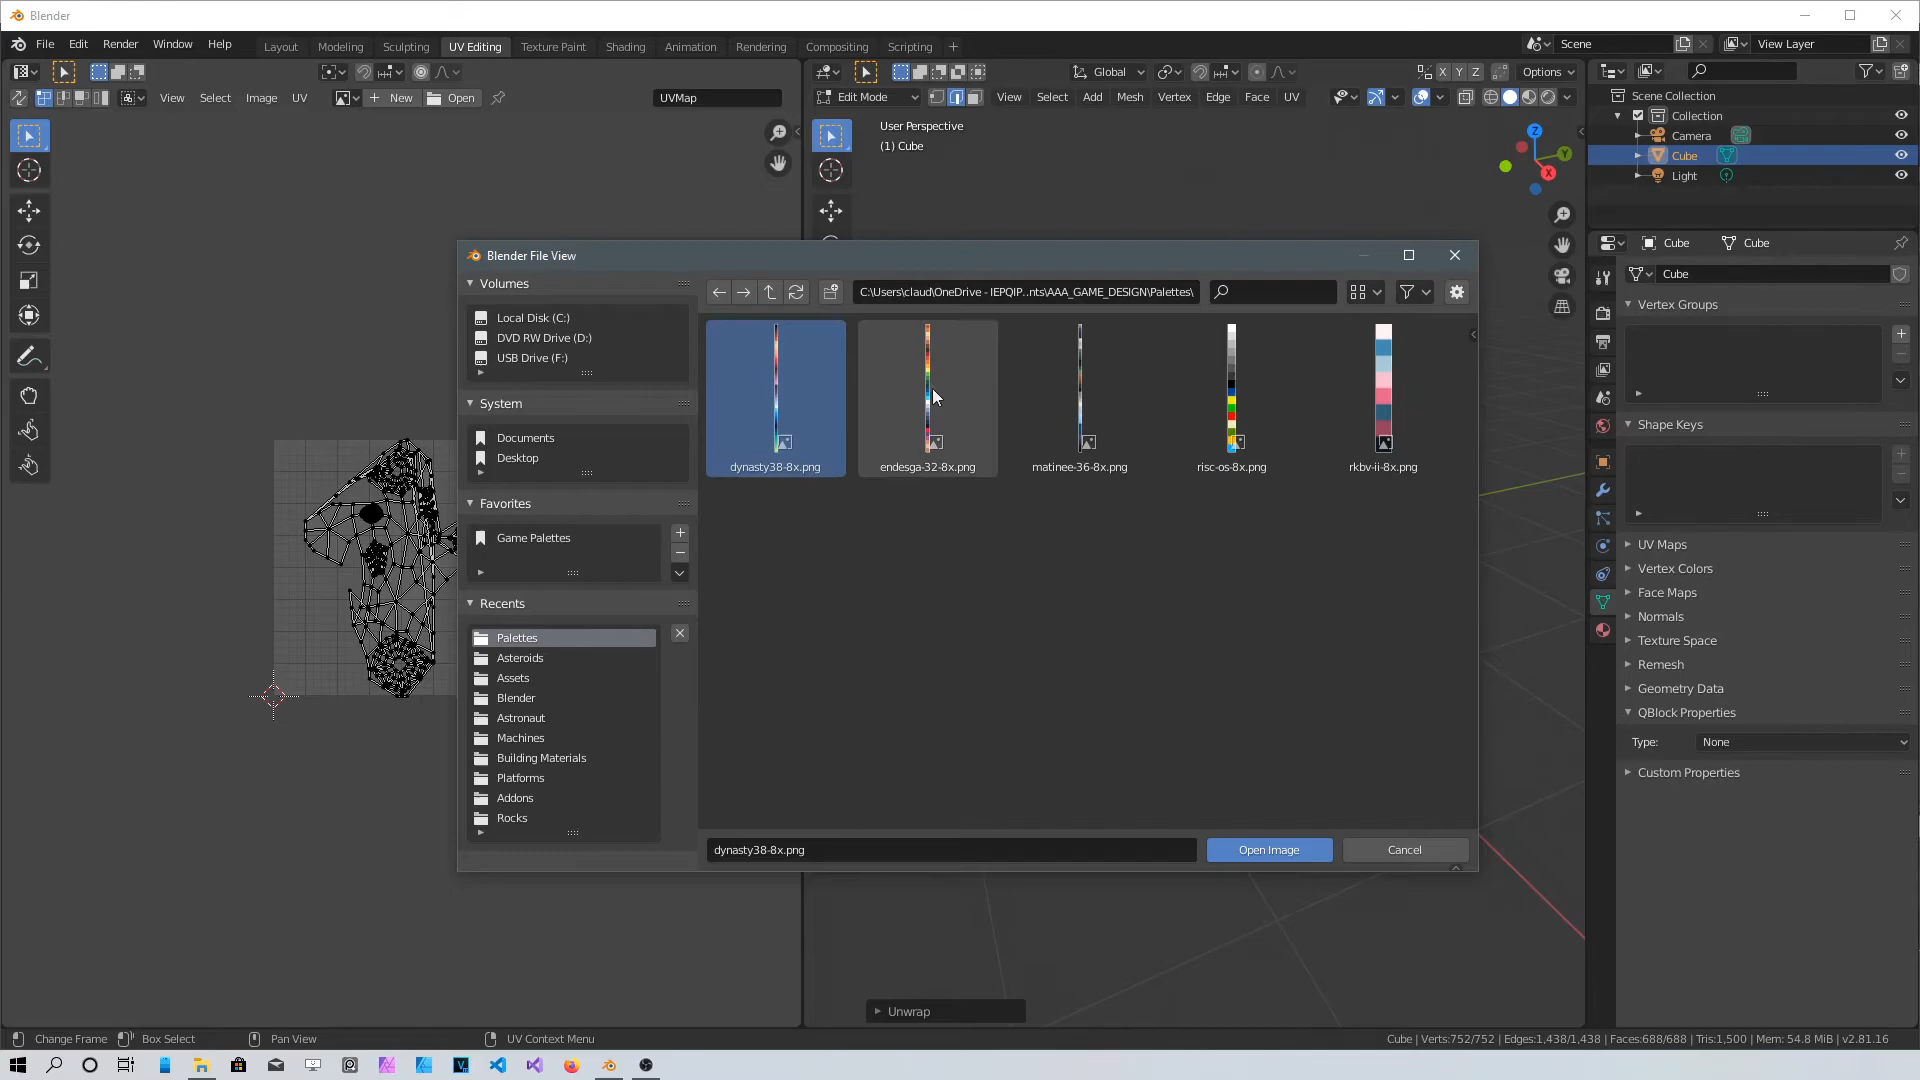 Blender
File Edit Render Window Help
Layout Modeling Sculpting UV Editing Texture Paint Shading Animation Rendering Compositing Scripting
Scene
View Layer
Global
Options
X Y Z
View Select Image UV
New
Open
UVMap
Edit Mode
View Select Add Mesh Vertex Edge Face UV
User Perspective
(1) Cube
Z
Y
X
Scene Collection
Collection
Camera
Cube
Light
Cube
Cube
Cube
Vertex Groups
Shape Keys
UV Maps
Vertex Colors
Face Maps
Normals
Texture Space
Remesh
Geometry Data
QBlock Properties
Type: None
Custom Properties
Blender File View
Volumes
Local Disk (C:)
DVD RW Drive (D:)
USB Drive (F:)
System
Documents
Desktop
Favorites
Game Palettes
Recents
Palettes
Asteroids
Assets
Blender
Astronaut
Machines
Building Materials
Platforms
Addons
Rocks
C:\Users\claud\OneDrive - IEPQIP..nts\AAA_GAME_DESIGN\Palettes\
dynasty38-8x.png
endesga-32-8x.png
matinee-36-8x.png
risc-os-8x.png
rkbv-ii-8x.png
dynasty38-8x.png
Open Image
Cancel
Unwrap
Change Frame
Box Select
Pan View
UV Context Menu
Cube | Verts:752/752 | Edges:1,438/1,438 | Faces:688/688 | Tris:1,500 | Mem: 54.8 MiB | v2.81.16